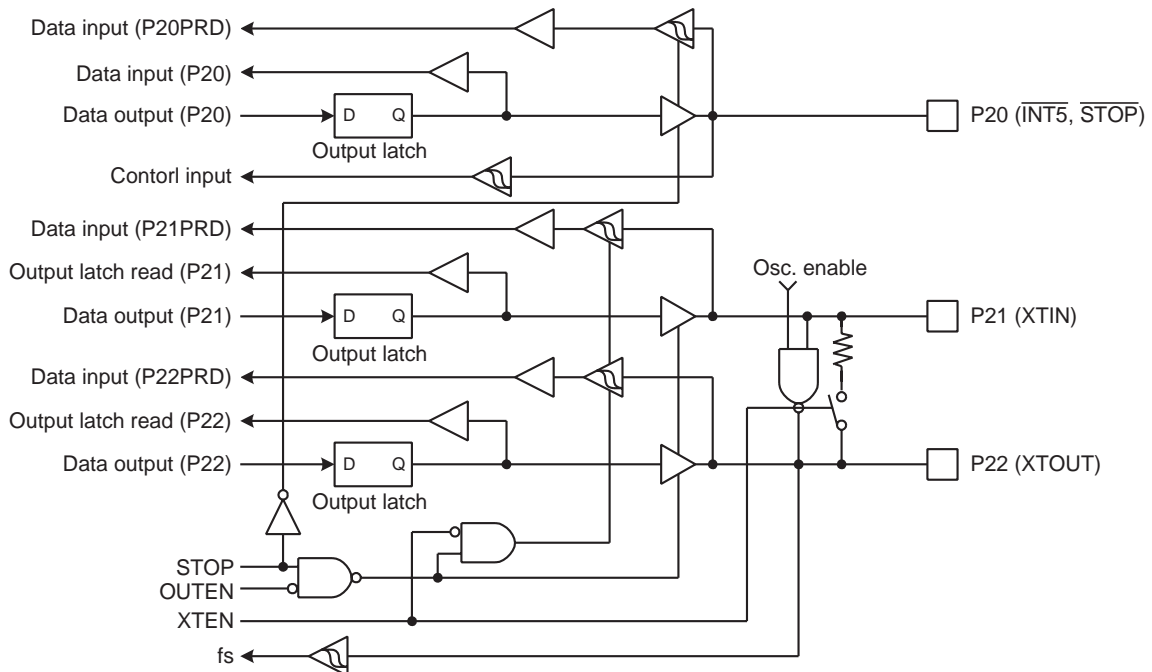 Data input (P20PRD)
Data input (P20)
Data output (P20)
D Q
Output latch
P20 (INT5, STOP)
Contorl input
Data input (P21PRD)
Output latch read (P21)
Osc. enable
Data output (P21)
D Q
Output latch
P21 (XTIN)
Data input (P22PRD)
Output latch read (P22)
Data output (P22)
D Q
Output latch
P22 (XTOUT)
STOP
OUTEN
XTEN
fs